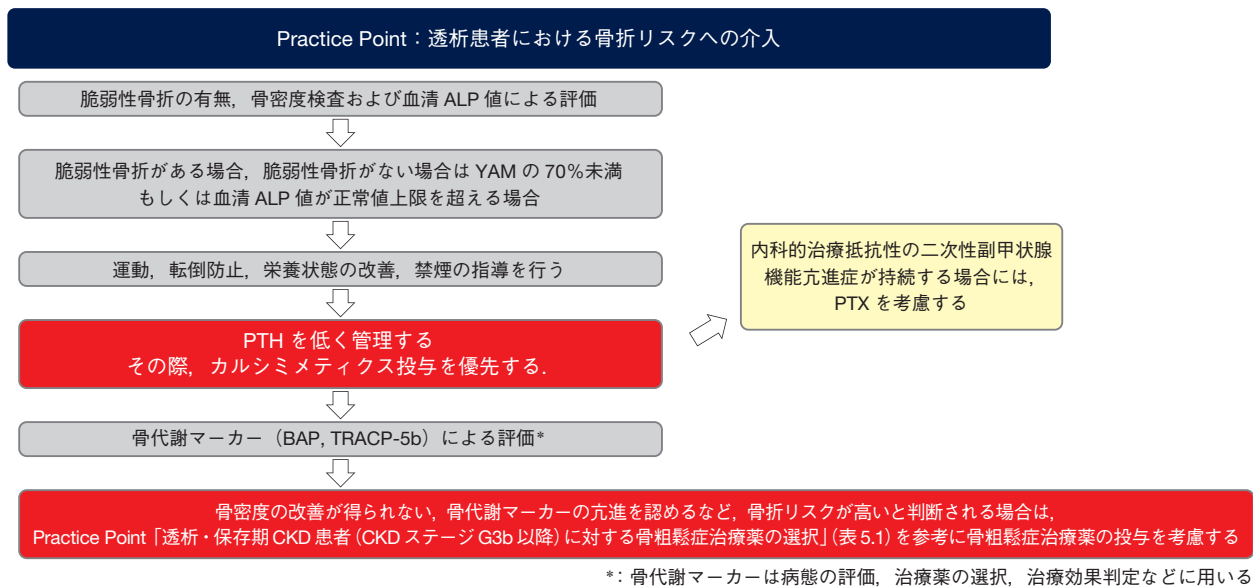 Practice Point：透析患者における骨折リスクへの介入
脆弱性骨折の有無，骨密度検査および血清 ALP 値による評価
脆弱性骨折がある場合，脆弱性骨折がない場合は YAM の 70％未満
もしくは血清 ALP 値が正常値上限を超える場合
運動，転倒防止，栄養状態の改善，禁煙の指導を行う
PTH を低く管理する
その際，カルシミメティクス投与を優先する．
内科的治療抵抗性の二次性副甲状腺
機能亢進症が持続する場合には，
PTX を考慮する
骨代謝マーカー（BAP, TRACP-5b）による評価*
骨密度の改善が得られない，骨代謝マーカーの亢進を認めるなど，骨折リスクが高いと判断される場合は，
Practice Point「透析・保存期 CKD 患者（CKD ステージ G3b 以降）に対する骨粗鬆症治療薬の選択」（表 5.1）を参考に骨粗鬆症治療薬の投与を考慮する
*：骨代謝マーカーは病態の評価，治療薬の選択，治療効果判定などに用いる